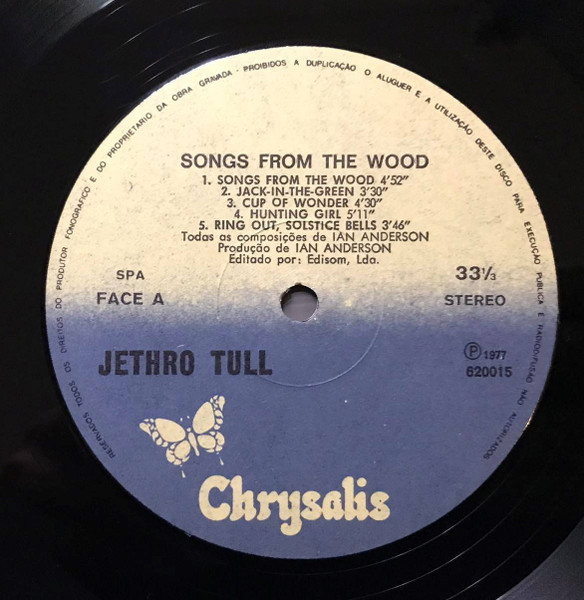 RESERVADOS TODOS OS DIREITOS DO PRODUTOR FONOGRAFICO E DO PROPRIETARIO DA OBRA GRAVADA - PROIBIDOS A DUPLICAÇÃO O ALUGUER E A UTILIZAÇÃO DESTE DISCO PARA EXECUÇÃO PUBLICA E RADIODIFUSÃO NÃO AUTORIZADOS
SONGS FROM THE WOOD
1. SONGS FROM THE WOOD 4'52"
2. JACK-IN-THE-GREEN 3'30"
3. CUP OF WONDER 4'30"
4. HUNTING GIRL 5'11"
5. RING OUT, SOLSTICE BELLS 3'46"
Todas as composições de IAN ANDERSON
Produção de IAN ANDERSON
Editado por: Edisom, Lda.
SPA 33⅓
FACE A STEREO
JETHRO TULL ℗ 1977
620015
Chrysalis